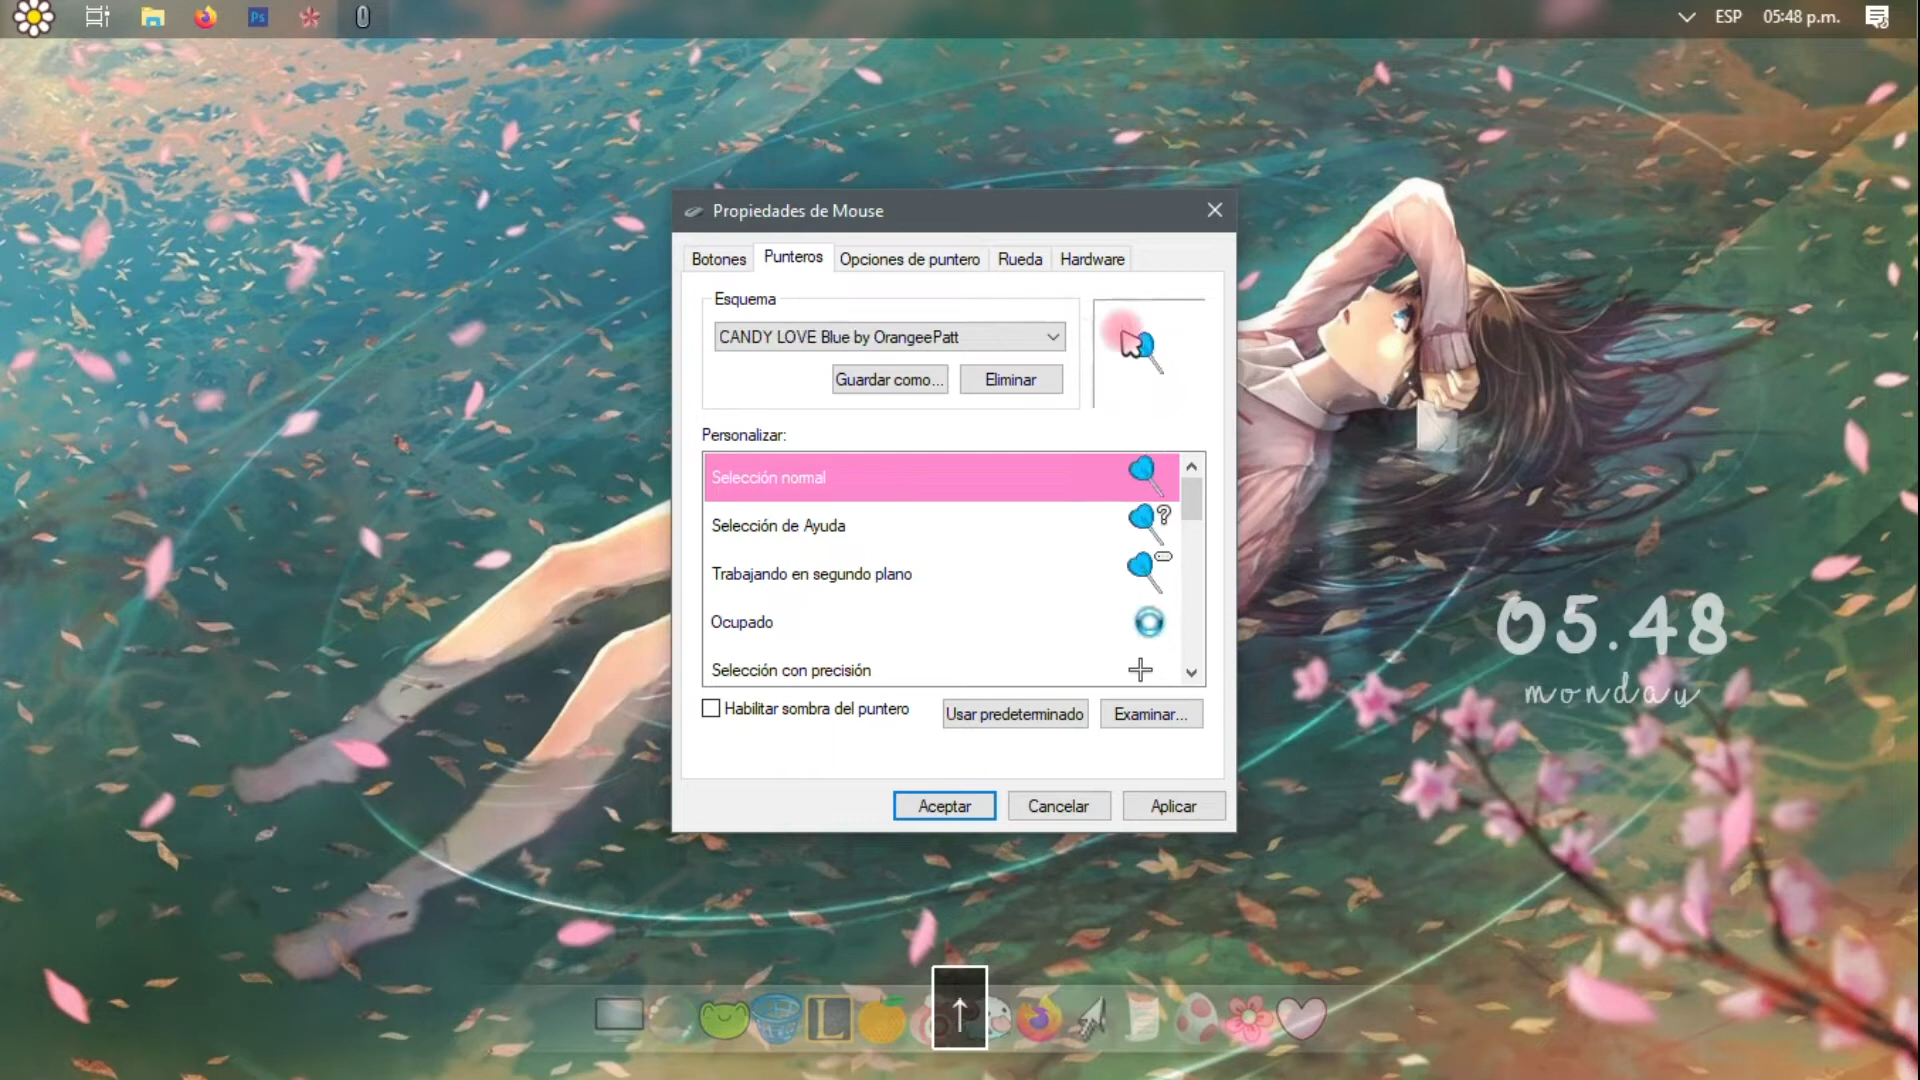 Ps
ESP
05:48 p.m.
Propiedades de Mouse
Botones
Punteros
Opciones de puntero
Rueda
Hardware
Esquema
CANDY LOVE Blue by OrangeePatt
Guardar como...
Eliminar
Personalizar:
Selección normal
Selección de Ayuda
Trabajando en segundo plano
Ocupado
Selección con precisión
Habilitar sombra del puntero
Usar predeterminado
Examinar...
Aceptar
Cancelar
Aplicar
05.48
monday
L